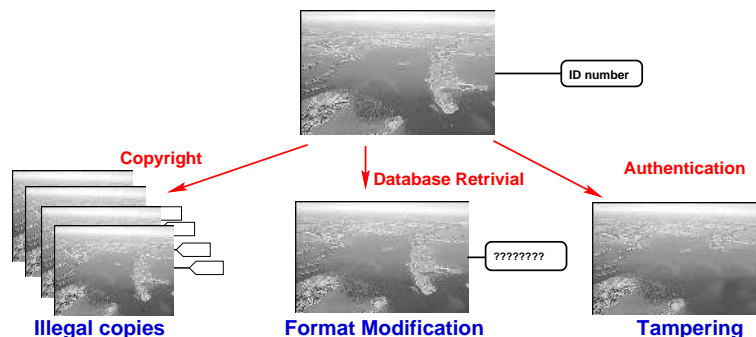 ID number
Copyright
Database Retrivial
Authentication
????????
Illegal copies
Format Modification
Tampering